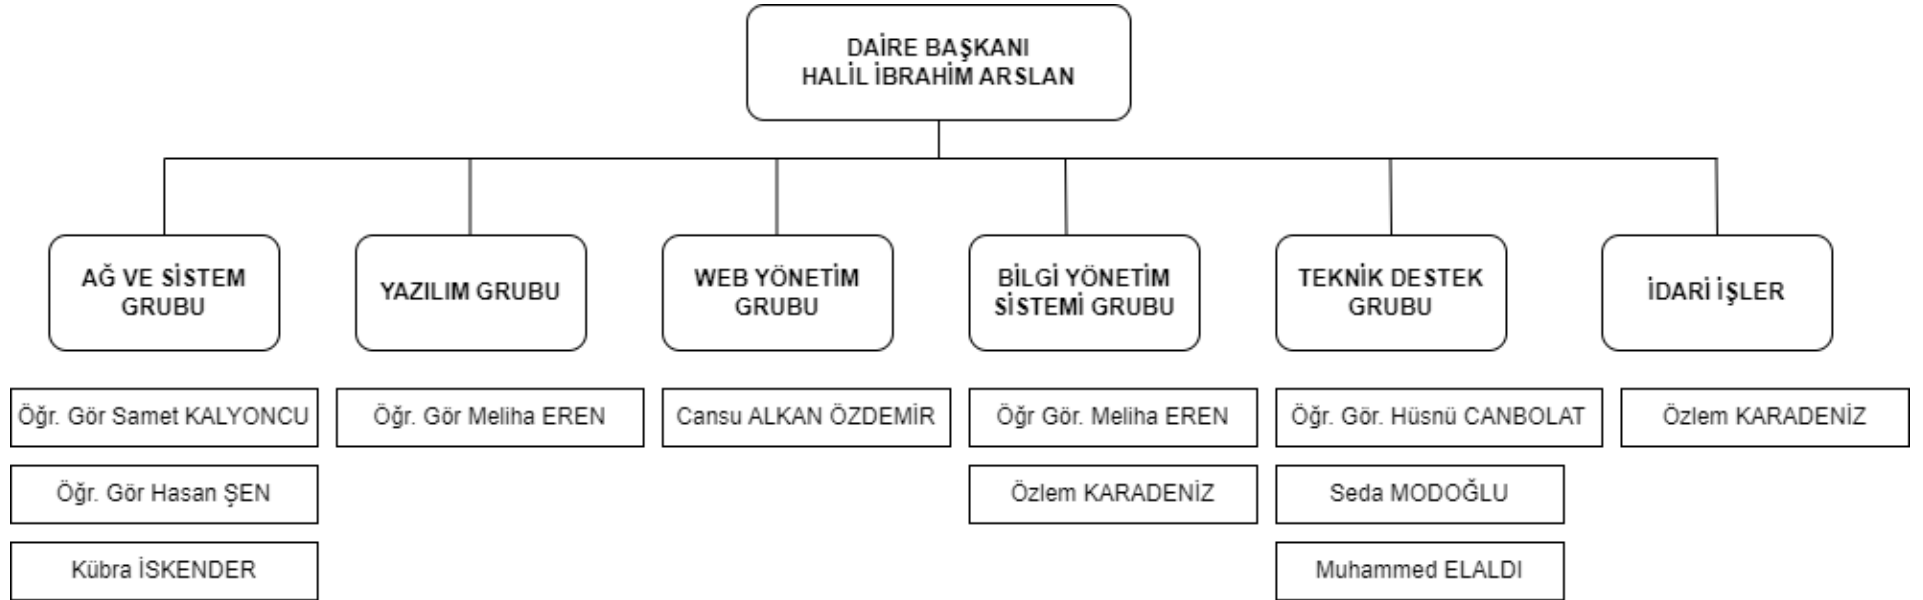 DAİRE BAŞKANI
HALİL İBRAHİM ARSLAN
AĞ VE SİSTEM
GRUBU
YAZILIM GRUBU
WEB YÖNETİM
GRUBU
BİLGİ YÖNETİM
SİSTEMİ GRUBU
TEKNİK DESTEK
GRUBU
İDARİ İŞLER
Öğr. Gör Samet KALYONCU
Öğr. Gör Meliha EREN
Cansu ALKAN ÖZDEMİR
Öğr Gör. Meliha EREN
Öğr. Gör. Hüsnü CANBOLAT
Özlem KARADENİZ
Öğr. Gör Hasan ŞEN
Özlem KARADENİZ
Seda MODOĞLU
Kübra İSKENDER
Muhammed ELALDI